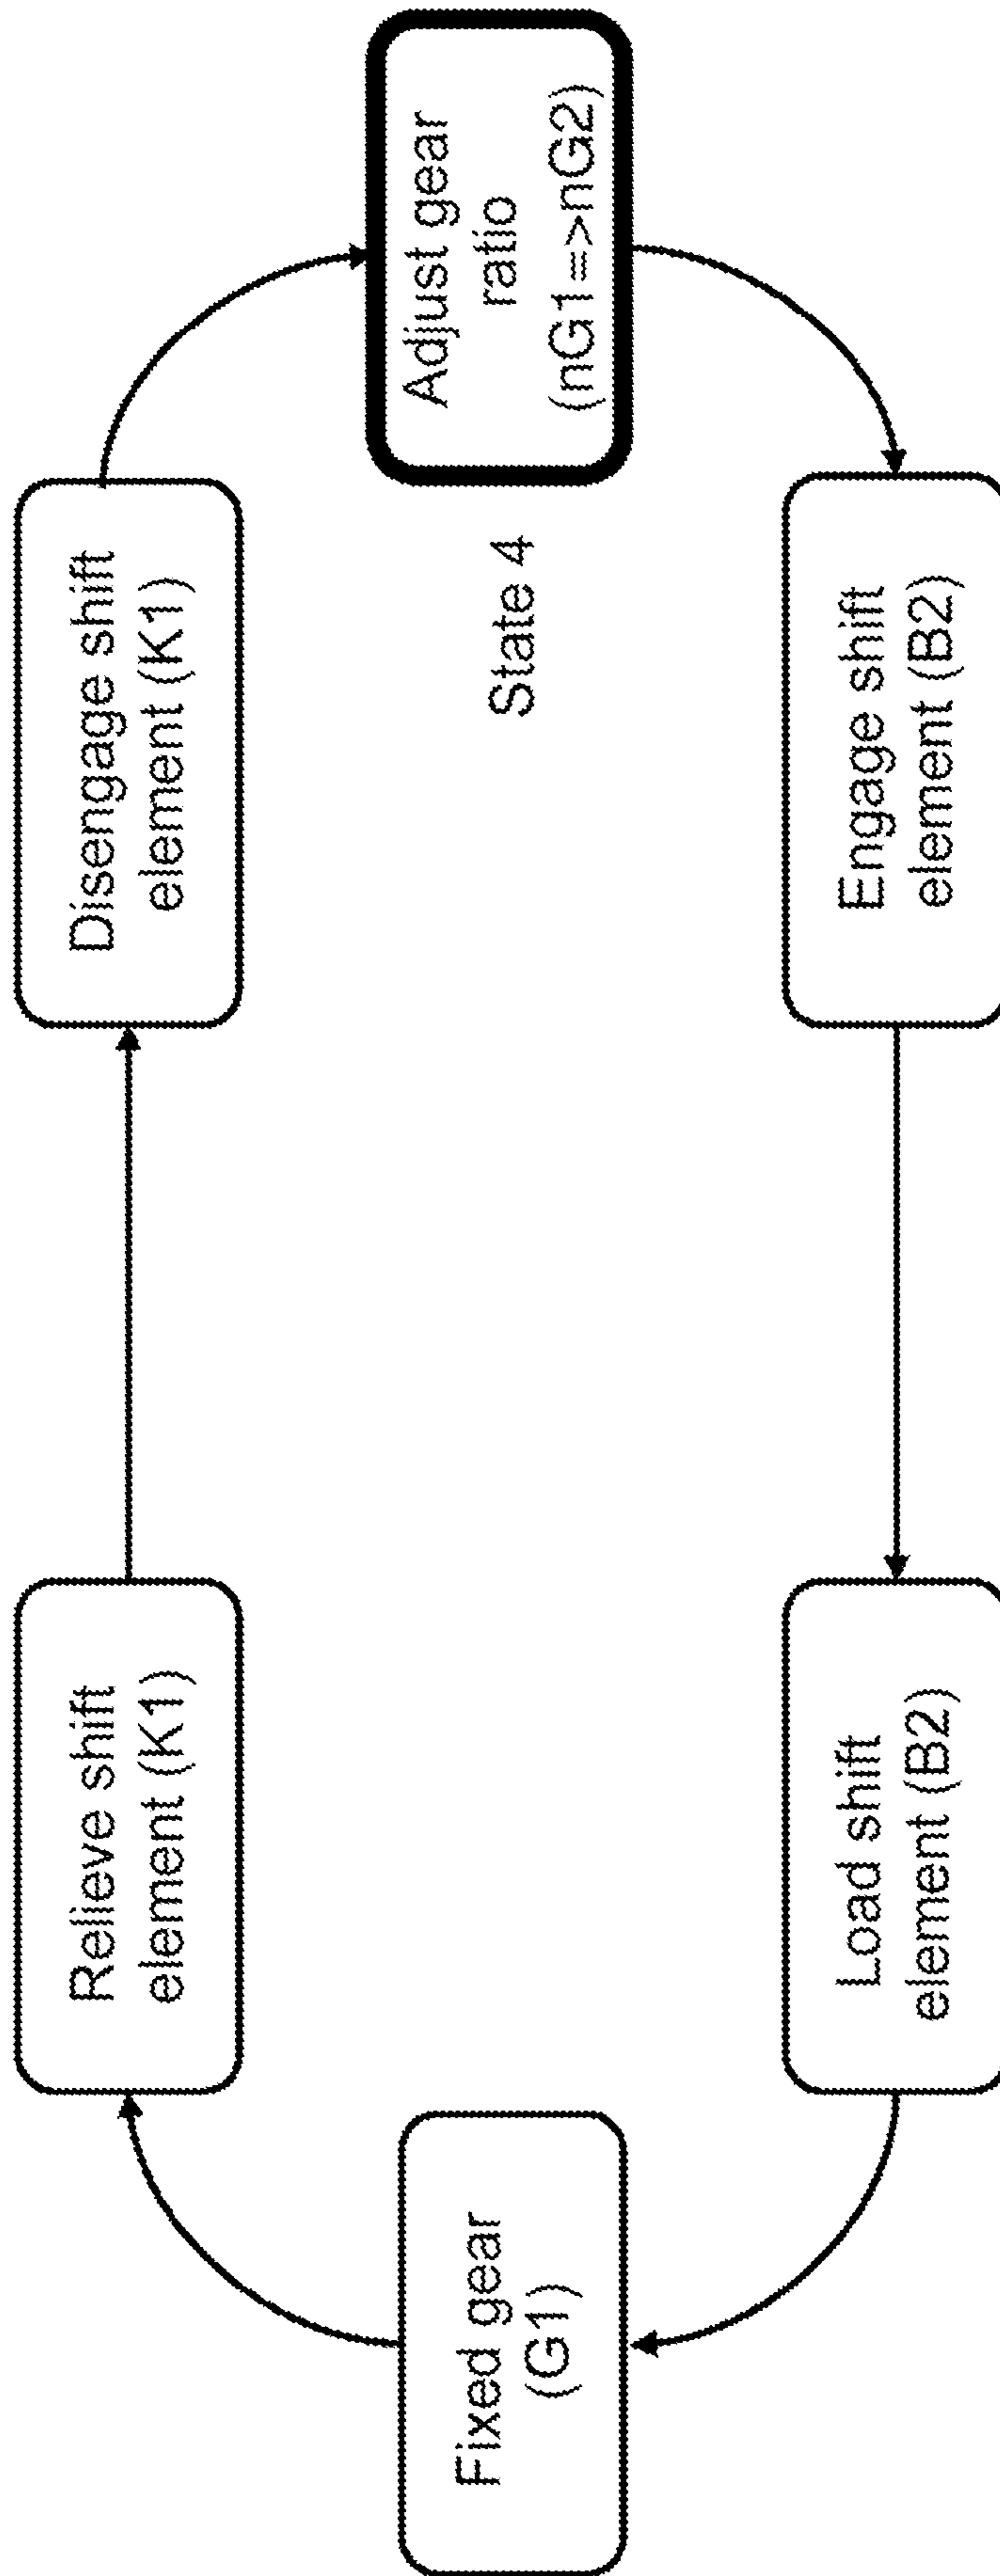 Fixed gear
(G1)
Relieve shift
element (K1)
Disengage shift
element (K1)
Adjust gear
ratio
(nG1=>nG2)
State 4
Engage shift
element (B2)
Load shift
element (B2)